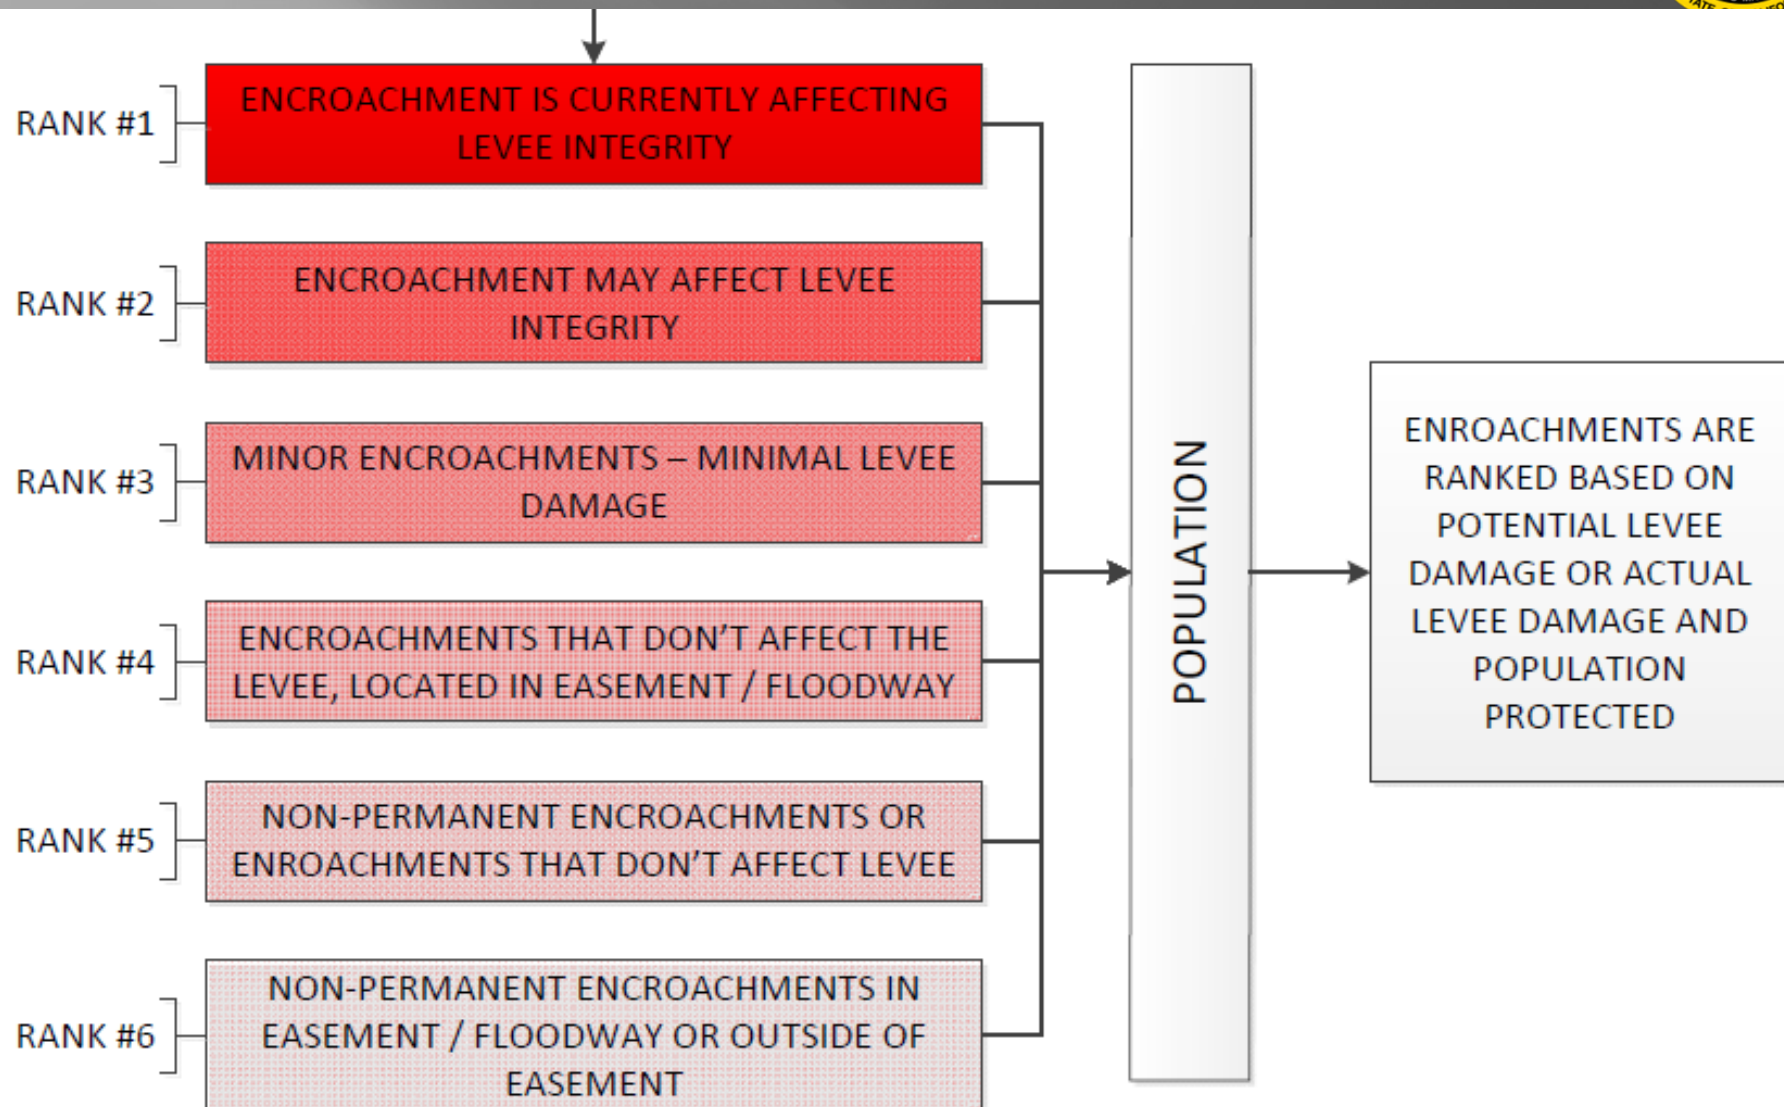 RANK #1
ENCROACHMENT IS CURRENTLY AFFECTING
LEVEE INTEGRITY
RANK #2
ENCROACHMENT MAY AFFECT LEVEE
INTEGRITY
RANK #3
MINOR ENCROACHMENTS – MINIMAL LEVEE
DAMAGE
RANK #4
ENCROACHMENTS THAT DON’T AFFECT THE
LEVEE, LOCATED IN EASEMENT / FLOODWAY
RANK #5
NON-PERMANENT ENCROACHMENTS OR
ENROACHMENTS THAT DON’T AFFECT LEVEE
RANK #6
NON-PERMANENT ENCROACHMENTS IN
EASEMENT / FLOODWAY OR OUTSIDE OF
EASEMENT
POPULATION
ENROACHMENTS ARE
RANKED BASED ON
POTENTIAL LEVEE
DAMAGE OR ACTUAL
LEVEE DAMAGE AND
POPULATION
PROTECTED